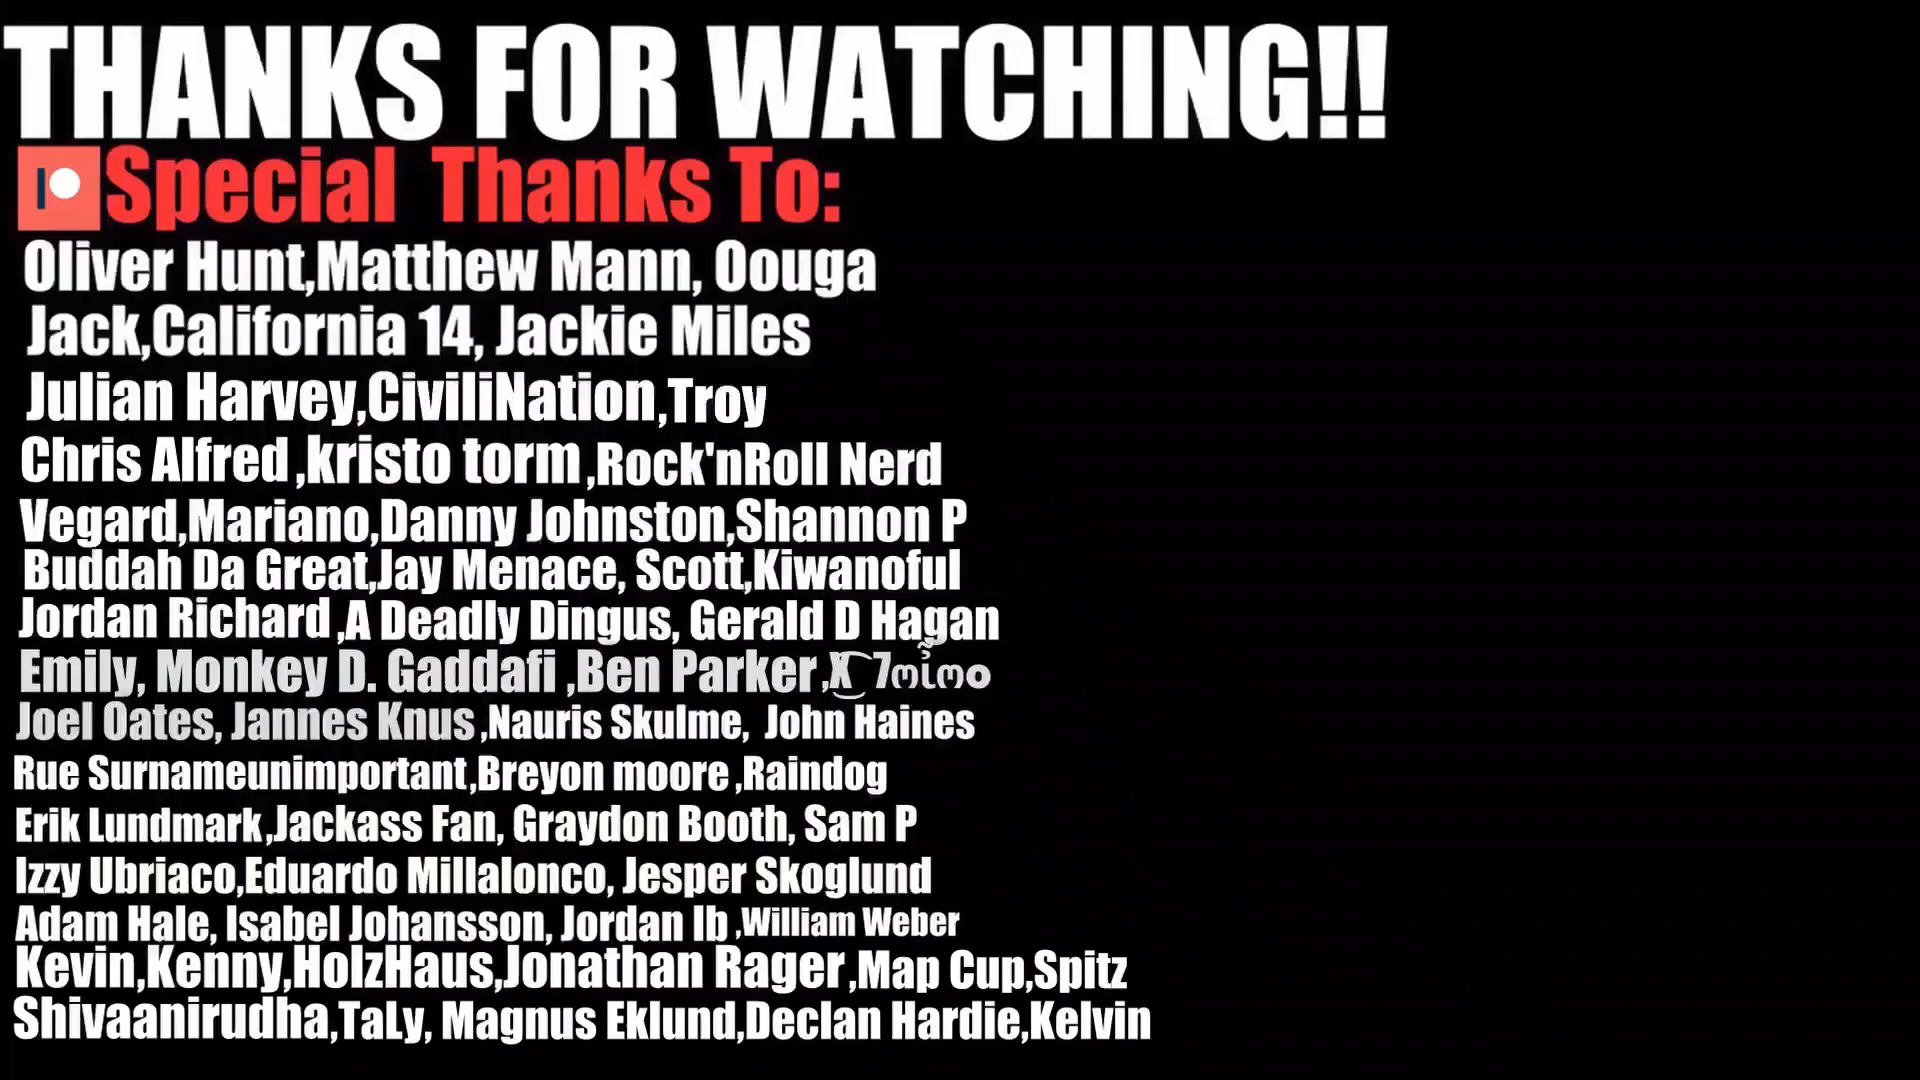 THANKS FOR WATCHING!!
Special Thanks To:
Oliver Hunt,Matthew Mann, Oouga
Jack,California 14, Jackie Miles
Julian Harvey,CiviliNation,Troy
Chris Alfred ,kristo torm ,Rock'nRoll Nerd
Vegard,Mariano,Danny Johnston,Shannon P
Buddah Da Great,Jay Menace, Scott,Kiwanoful
Jordan Richard ,A Deadly Dingus, Gerald D Hagan
Emily, Monkey D. Gaddafi ,Ben Parker
Joel Oates, Jannes Knus ,Nauris Skulme, John Haines
Rue Surnameunimportant,Breyon moore ,Raindog
Erik Lundmark,Jackass Fan, Graydon Booth, Sam P
Izzy Ubriaco,Eduardo Millalonco, Jesper Skoglund
Adam Hale, Isabel Johansson, Jordan lb ,William Weber
Kevin,Kenny,HolzHaus,Jonathan Rager ,Map Cup,Spitz
Shivaanirudha,TaLy, Magnus Eklund,Declan Hardie,Kelvin